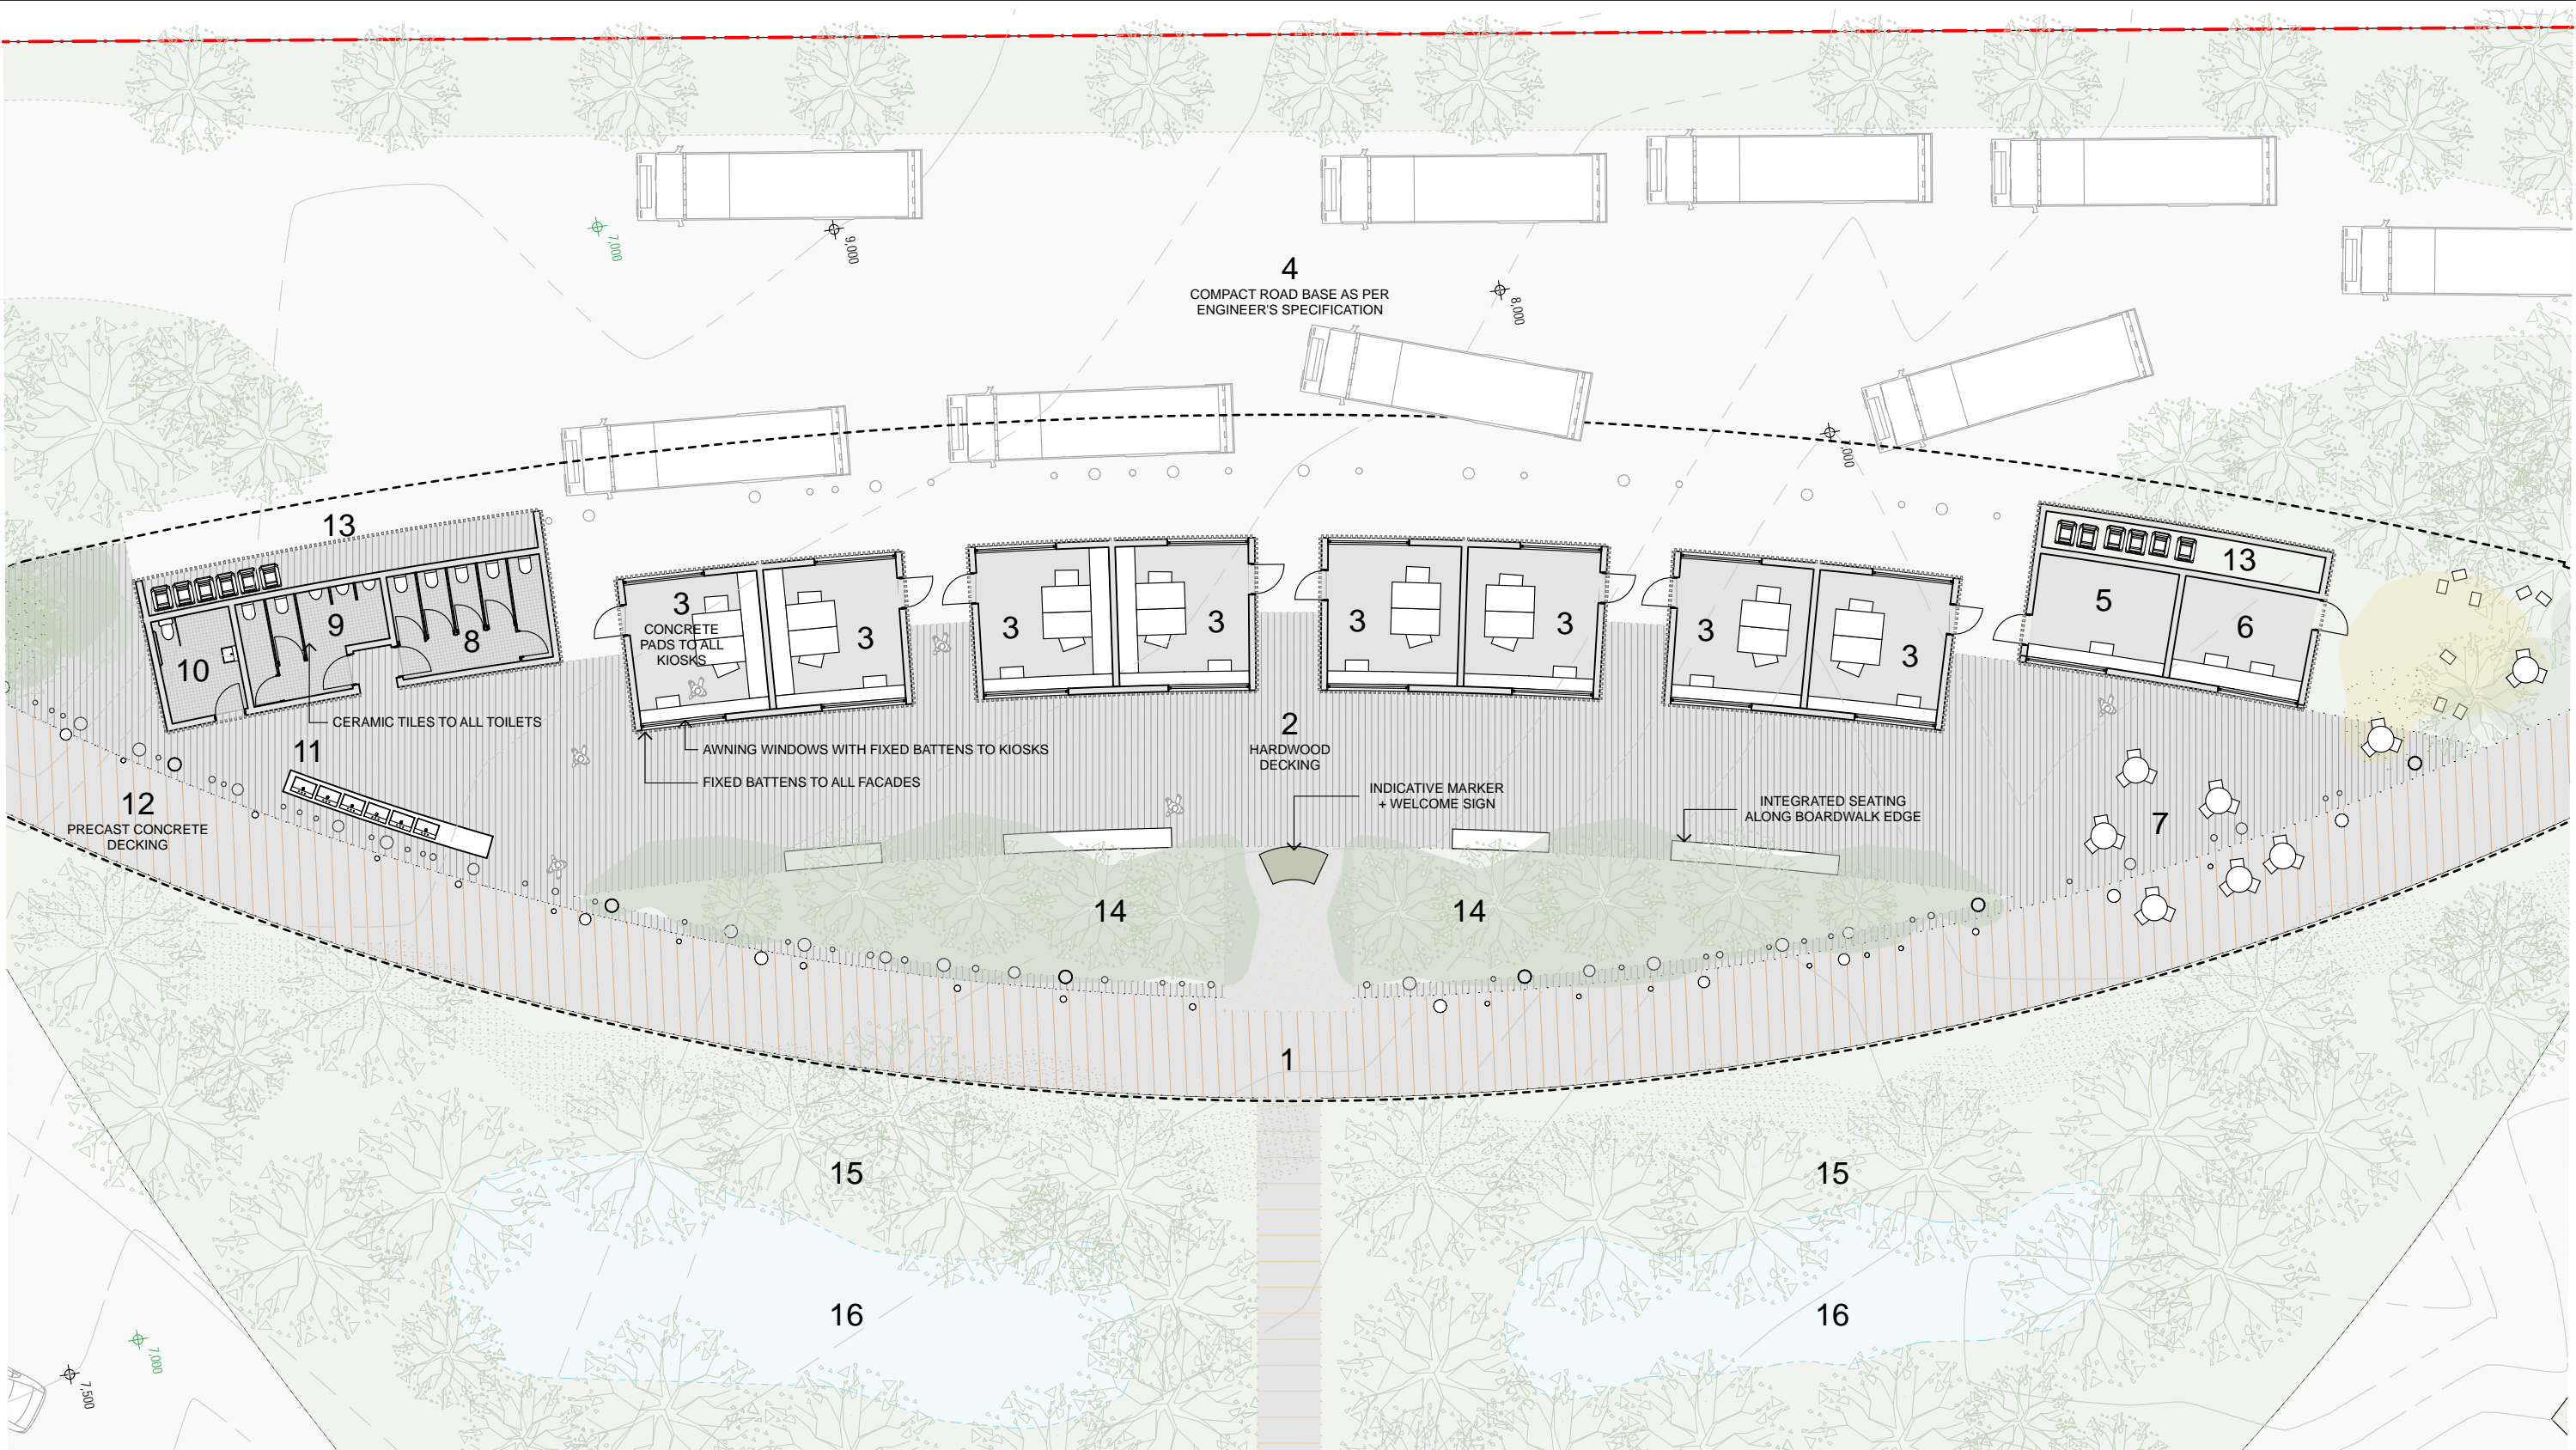 7,000
9,000
4
COMPACT ROAD BASE AS PER
ENGINEER'S SPECIFICATION
8,000
,000
13
13
3
CONCRETE
PADS TO ALL
KIOSKS
3
3
3
3
3
3
3
5
6
10
9
8
CERAMIC TILES TO ALL TOILETS
11
AWNING WINDOWS WITH FIXED BATTENS TO KIOSKS
FIXED BATTENS TO ALL FACADES
2
HARDWOOD
DECKING
INDICATIVE MARKER
+ WELCOME SIGN
INTEGRATED SEATING
ALONG BOARDWALK EDGE
7
12
PRECAST CONCRETE
DECKING
14
14
1
15
15
16
16
7,000
7,500